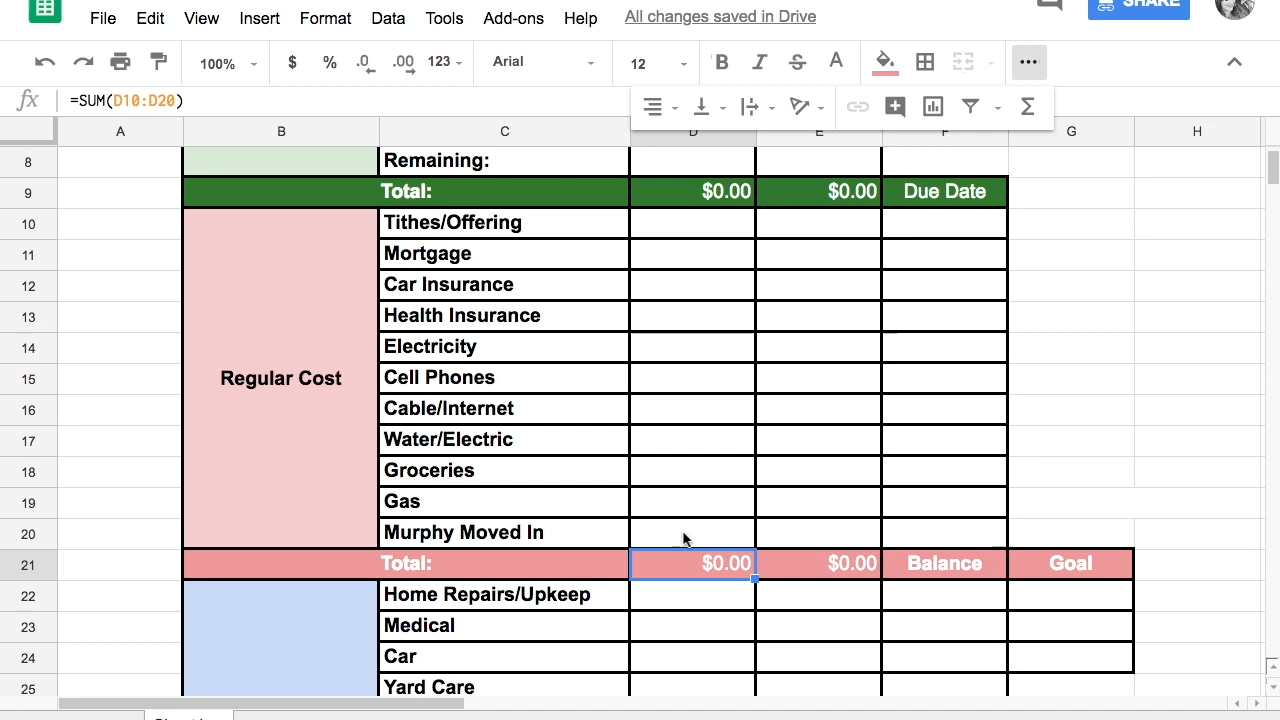 File Edit View Insert Format Data Tools Add-ons Help All changes saved in Drive SHARE
100% $ % .0 .00 123 Arial 12 B I S A
fx =SUM(D10:D20)
A B C D E F G H
8 Remaining:
9 Total: $0.00 $0.00 Due Date
10 Tithes/Offering
11 Mortgage
12 Car Insurance
13 Health Insurance
14 Electricity
15 Regular Cost Cell Phones
16 Cable/Internet
17 Water/Electric
18 Groceries
19 Gas
20 Murphy Moved In
21 Total: $0.00 $0.00 Balance Goal
22 Home Repairs/Upkeep
23 Medical
24 Car
25 Yard Care